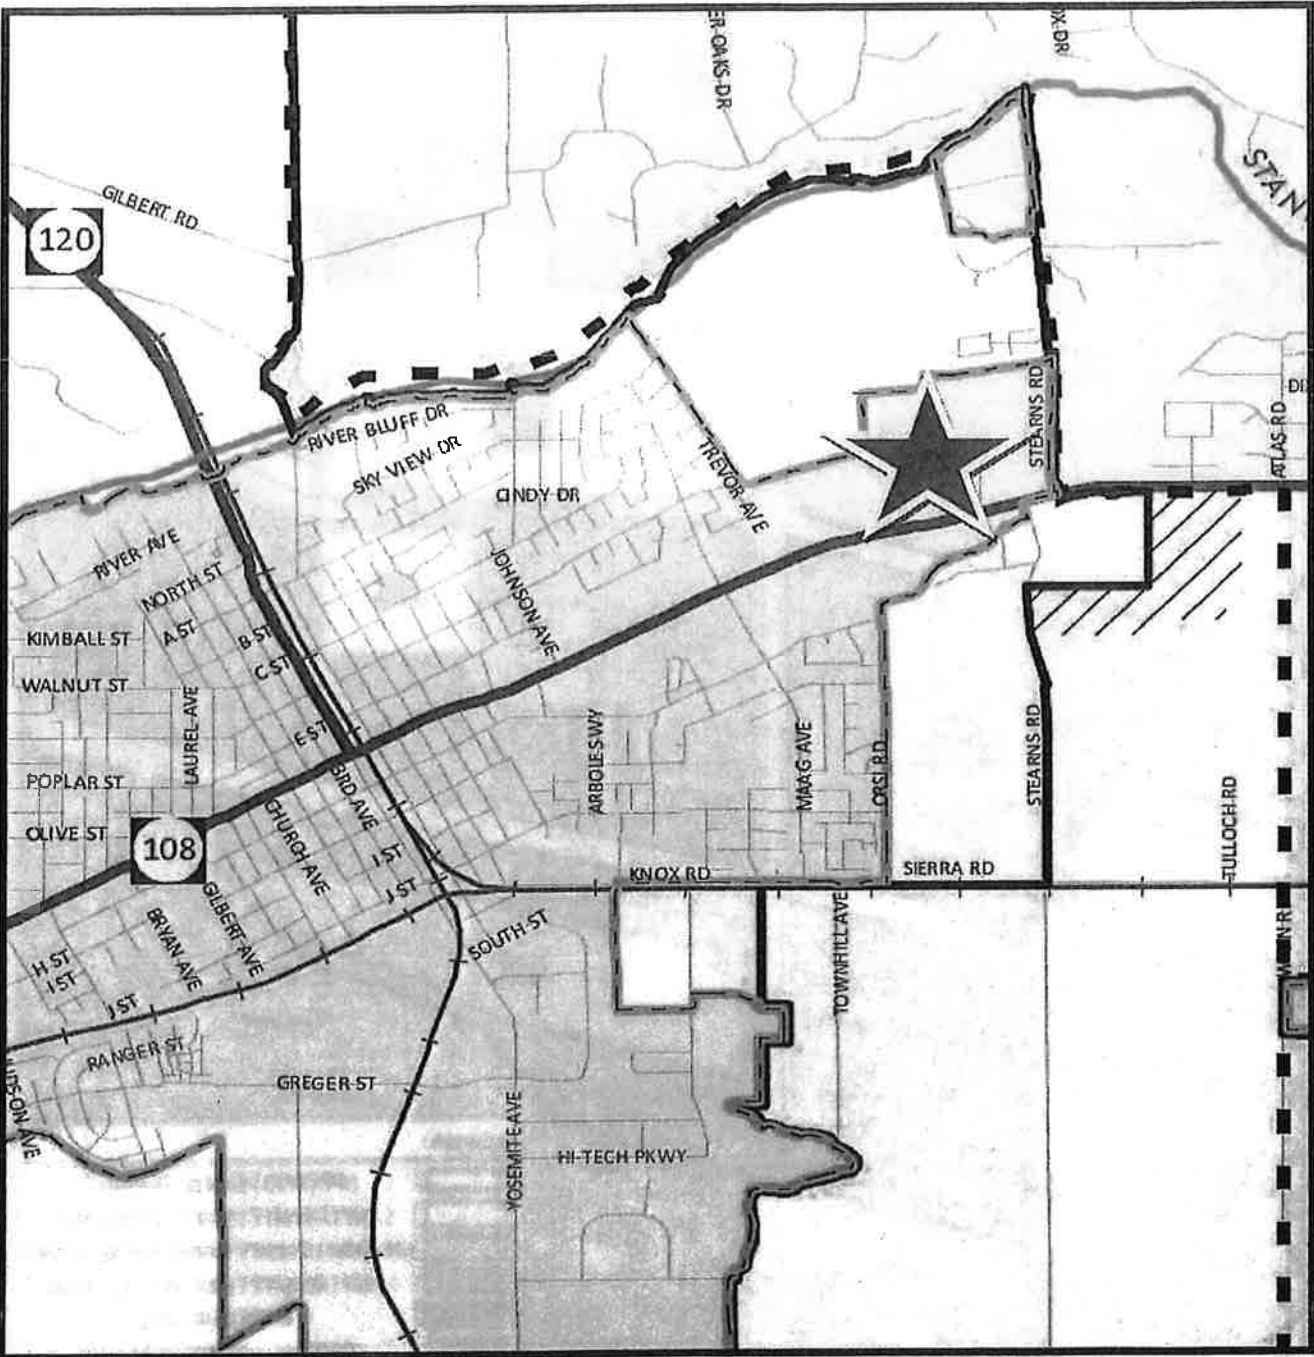 GILBERT RD
120
STAN
RIVER BLUFF DR
SKY VIEW DR
CINDY DR
TREVOR AVE
STEARNS RD
ATLAS RD
RIVER AVE
NORTH ST
JOHNSON AVE
KIMBALL ST
A ST
B ST
C ST
WALNUT ST
LAUREL AVE
E ST
POPLAR ST
3RD AVE
ARBOLES WY
MAAG AVE
ORSI RD
STEARNS RD
TULLOCH RD
OLIVE ST
108
CHURCH AVE
I ST
J ST
KNOX RD
SIERRA RD
GILBERT AVE
BRYAN AVE
SOUTH ST
TOWNHILL AVE
H ST
I ST
J ST
RANGER ST
GREGER ST
YOSEMITE AVE
HI-TECH PKWY